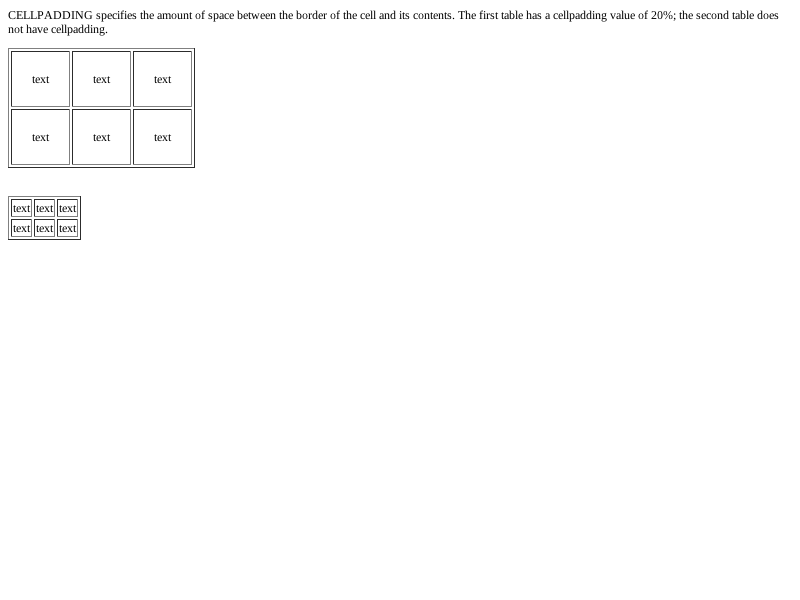 CELLPADDING specifies the amount of space between the border of the cell and its contents. The first table has a cellpadding value of 20%; the second table does
not have cellpadding.
text text text
text text text
text text text
text text text